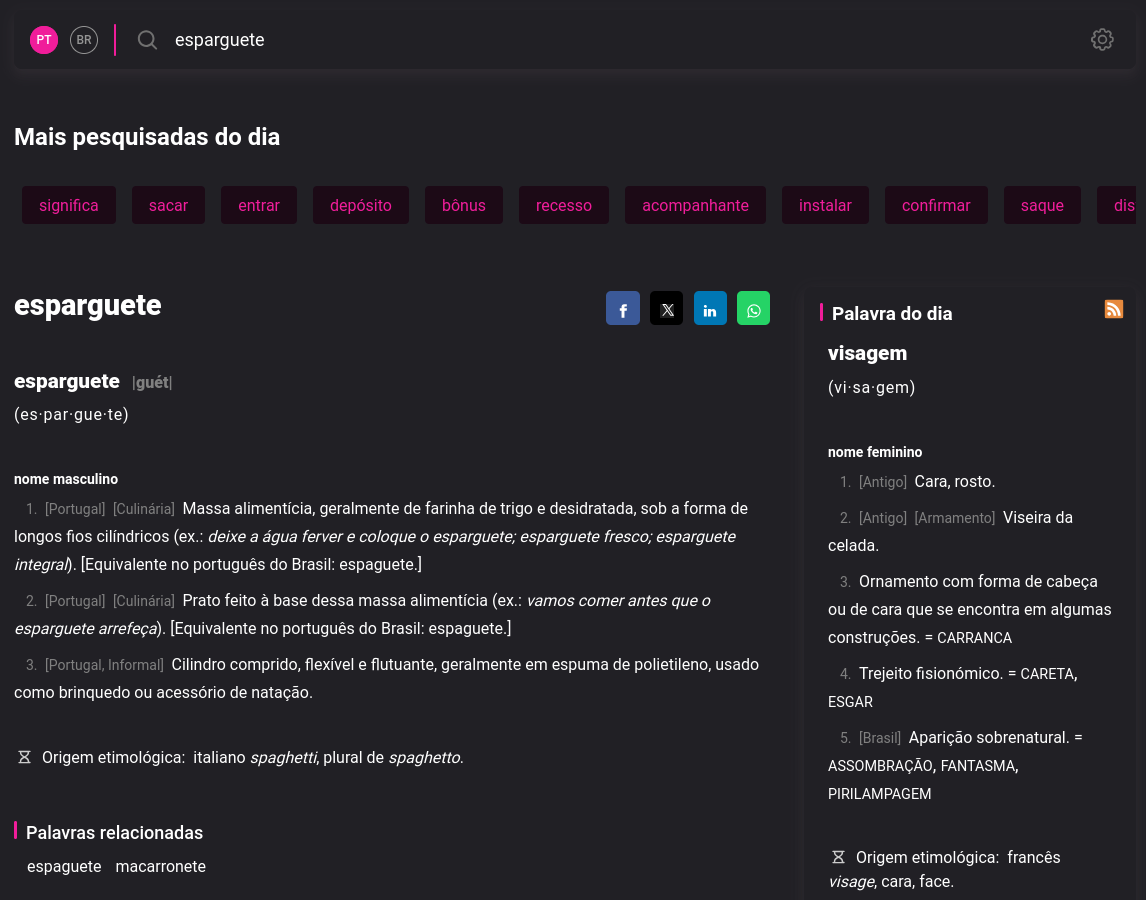 PT BR esparguete
Mais pesquisadas do dia
significa sacar entrar depósito bônus recesso acompanhante instalar confirmar saque dis
esparguete
esparguete |guét|
(es·par·gue·te)
nome masculino
1. [Portugal] [Culinária] Massa alimentícia, geralmente de farinha de trigo e desidratada, sob a forma de
longos fios cilíndricos (ex.: deixe a água ferver e coloque o esparguete; esparguete fresco; esparguete
integral). [Equivalente no português do Brasil: espaguete.]
2. [Portugal] [Culinária] Prato feito à base dessa massa alimentícia (ex.: vamos comer antes que o
esparguete arrefeça). [Equivalente no português do Brasil: espaguete.]
3. [Portugal, Informal] Cilindro comprido, flexível e flutuante, geralmente em espuma de polietileno, usado
como brinquedo ou acessório de natação.
Origem etimológica: italiano spaghetti, plural de spaghetto.
Palavras relacionadas
espaguete macarronete
Palavra do dia
visagem
(vi·sa·gem)
nome feminino
1. [Antigo] Cara, rosto.
2. [Antigo] [Armamento] Viseira da
celada.
3. Ornamento com forma de cabeça
ou de cara que se encontra em algumas
construções. = CARRANCA
4. Trejeito fisionómico. = CARETA,
ESGAR
5. [Brasil] Aparição sobrenatural. =
ASSOMBRAÇÃO, FANTASMA,
PIRILAMPAGEM
Origem etimológica: francês
visage, cara, face.